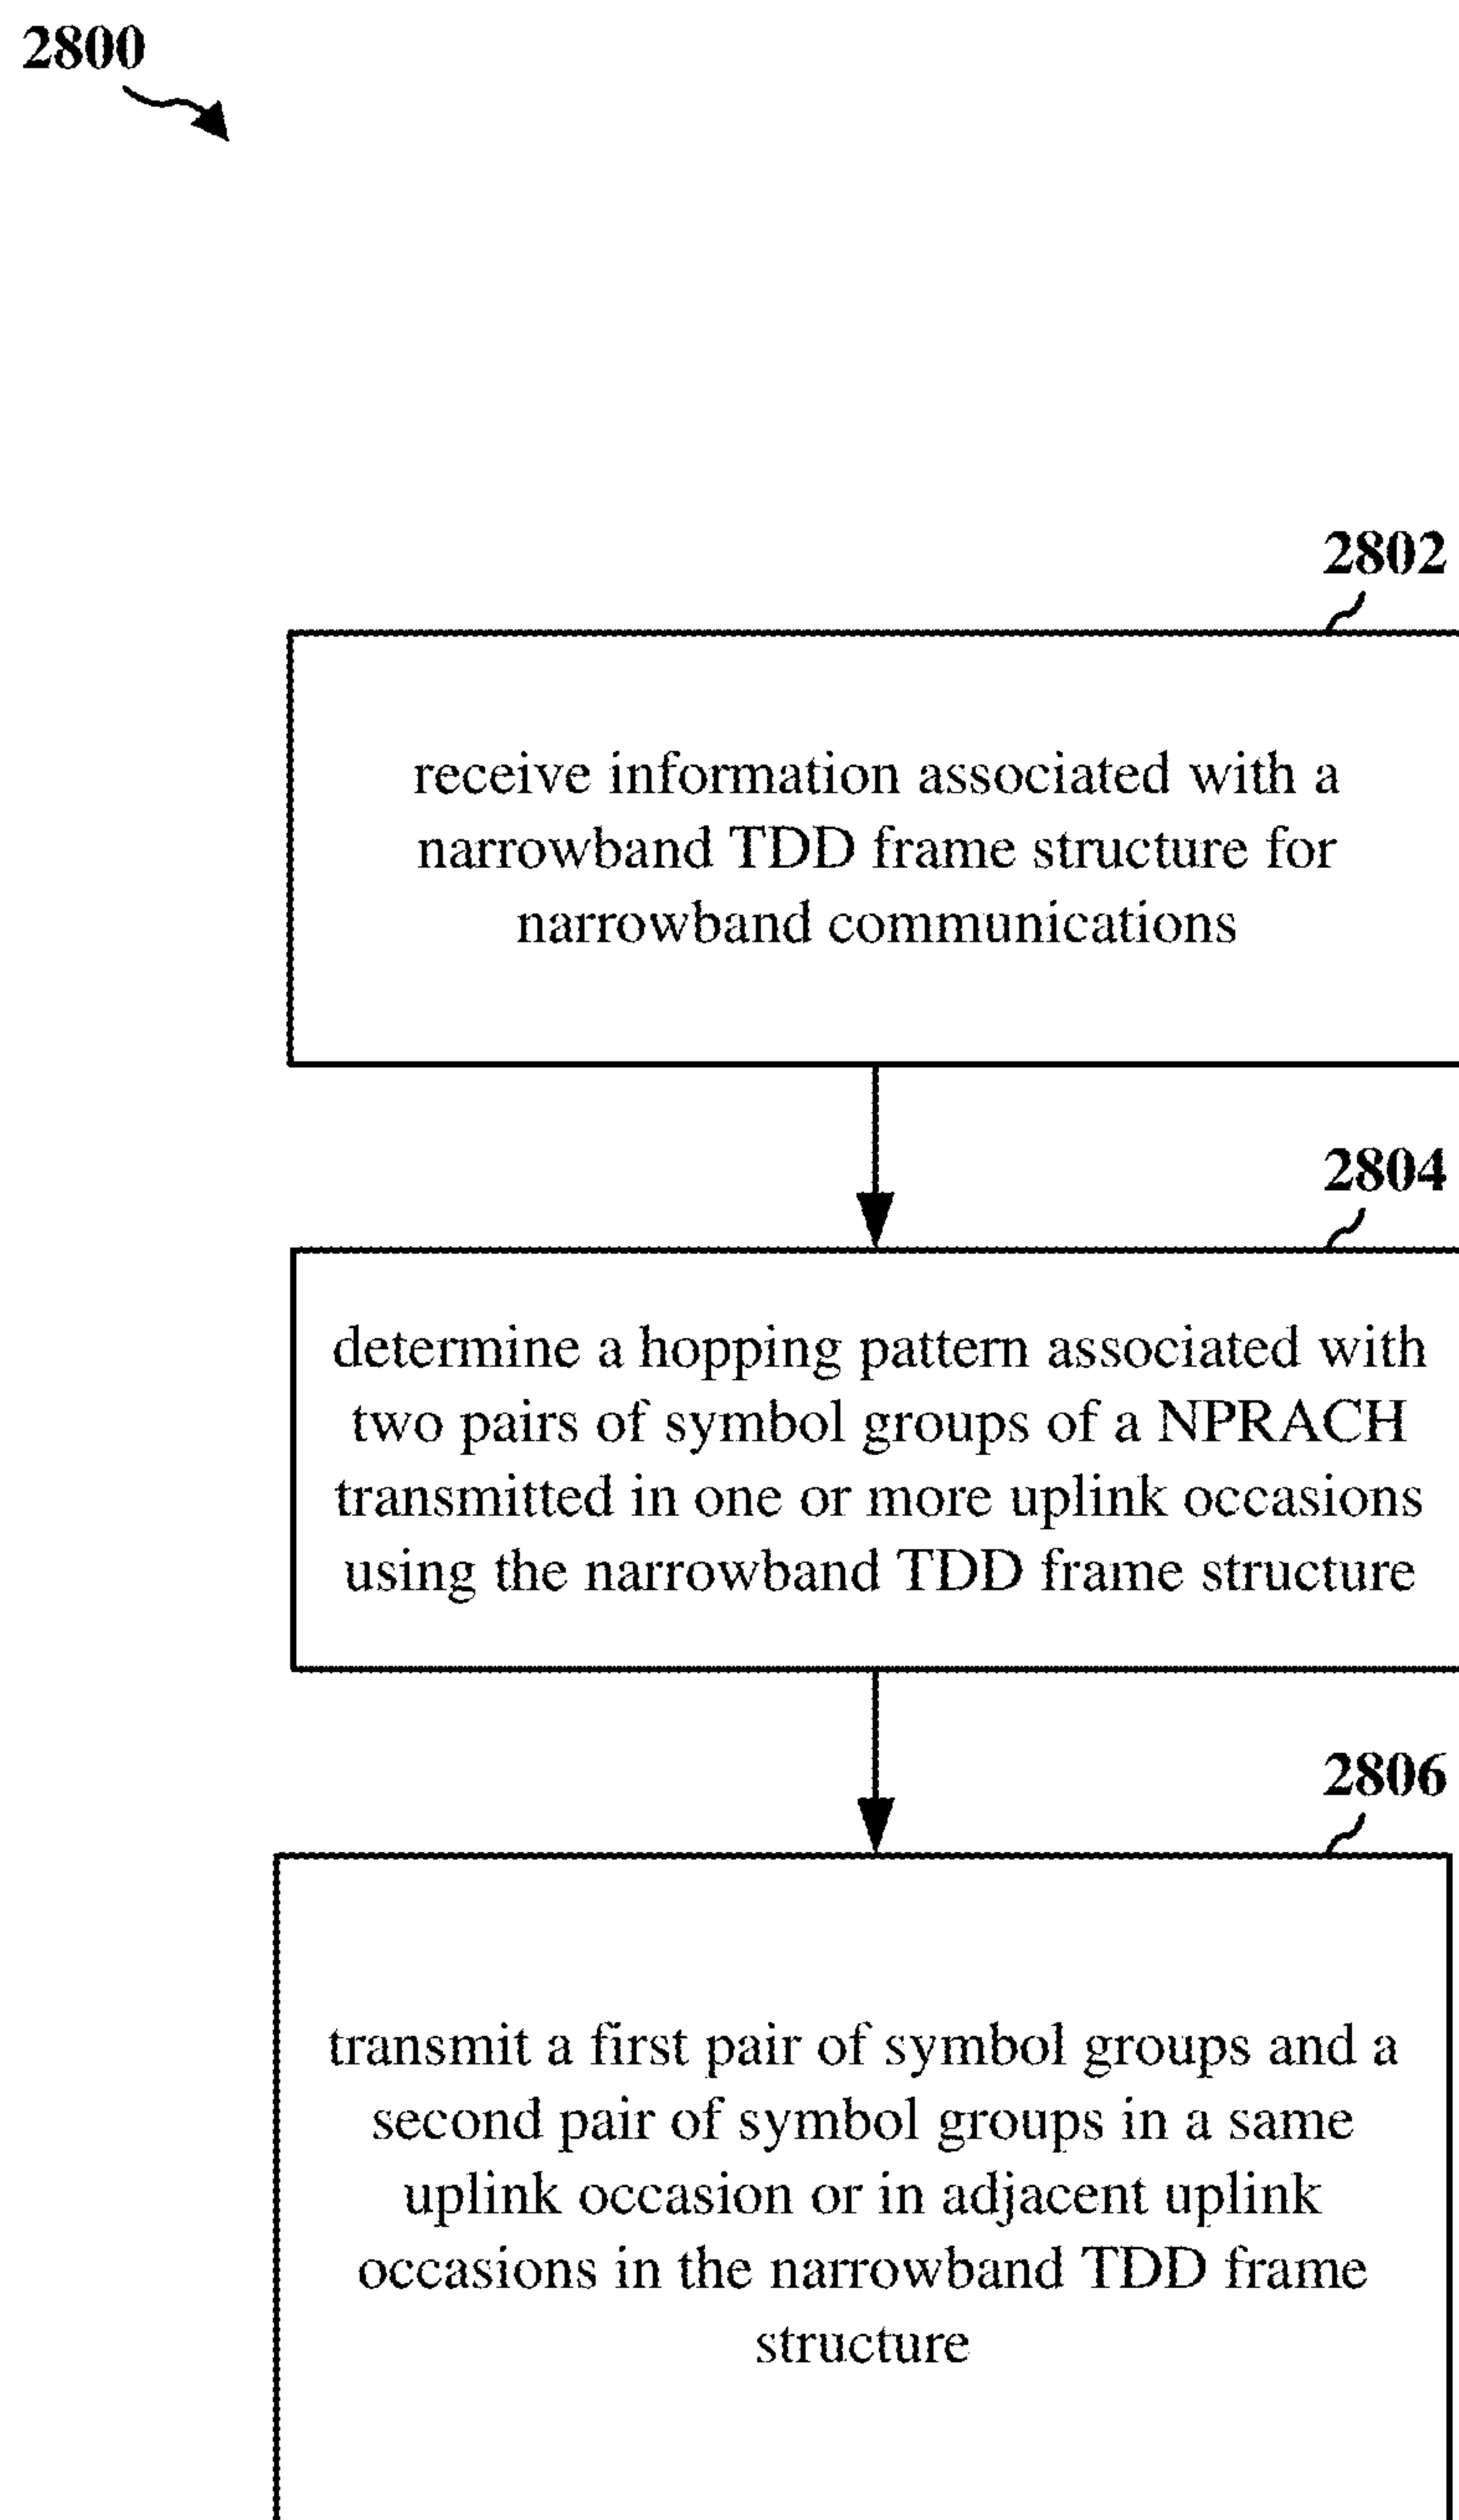 2800
2802
receive information associated with a
narrowband TDD frame structure for
narrowband communications
2804
determine a hopping pattern associated with
two pairs of symbol groups of a NPRACH
transmitted in one or more uplink occasions
using the narrowband TDD frame structure
2806
transmit a first pair of symbol groups and a
second pair of symbol groups in a same
uplink occasion or in adjacent uplink
occasions in the narrowband TDD frame
structure